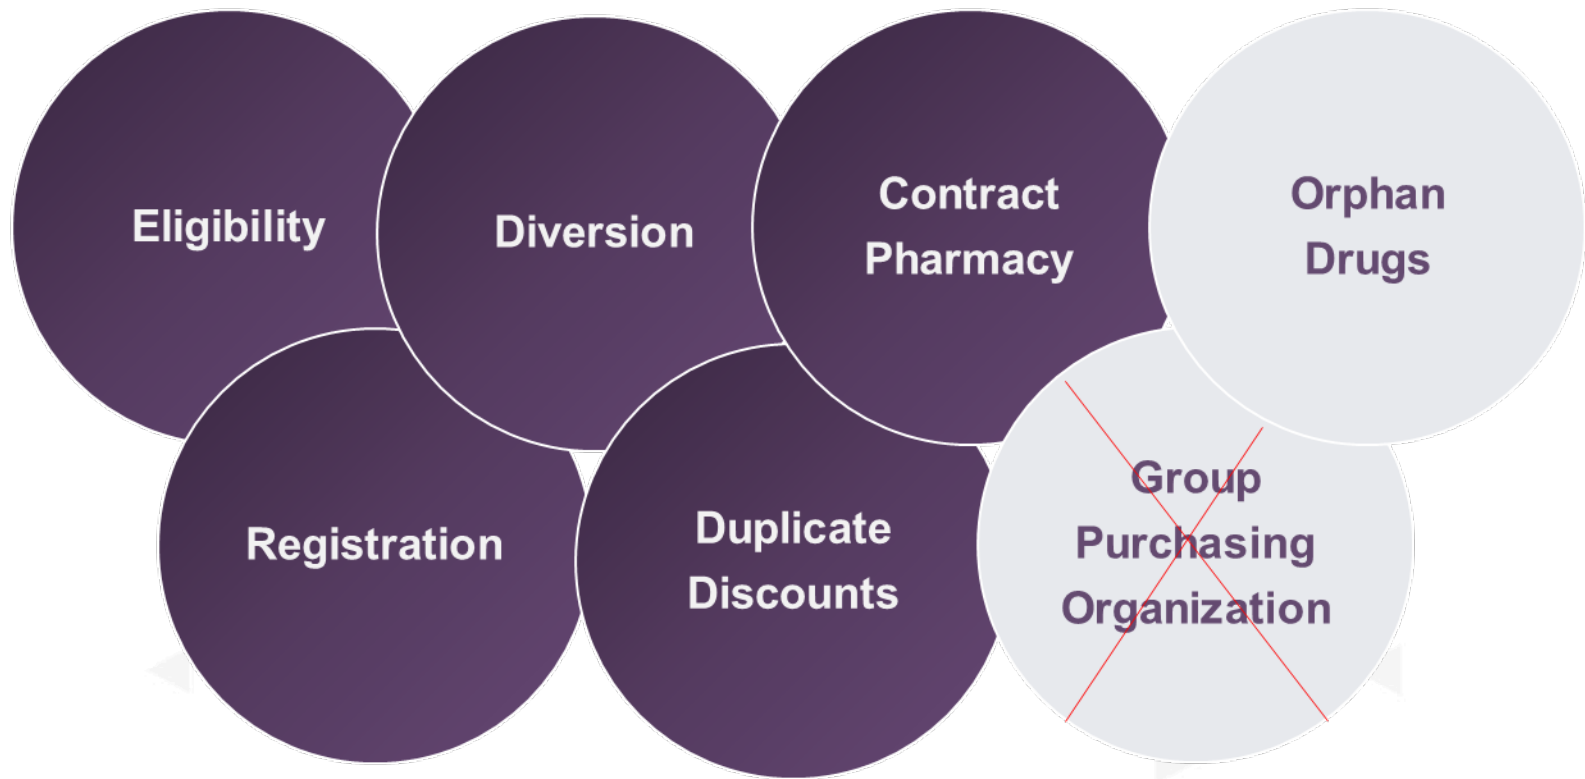 Eligibility
Diversion
Contract
Pharmacy
Orphan
Drugs
Registration
Duplicate
Discounts
Group
Purchasing
Organization